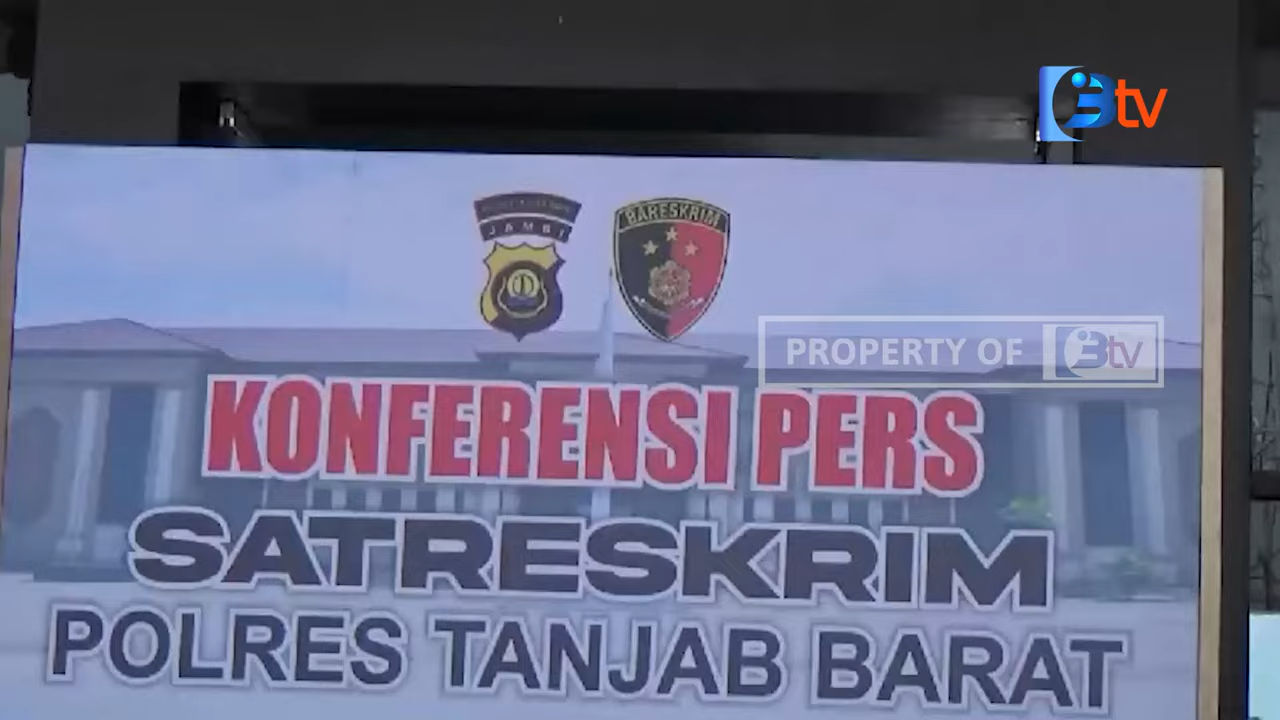 3tv
JAMBI
BARESKRIM
PROPERTY OF 3tv
KONFERENSI PERS
SATRESKRIM
POLRES TANJAB BARAT